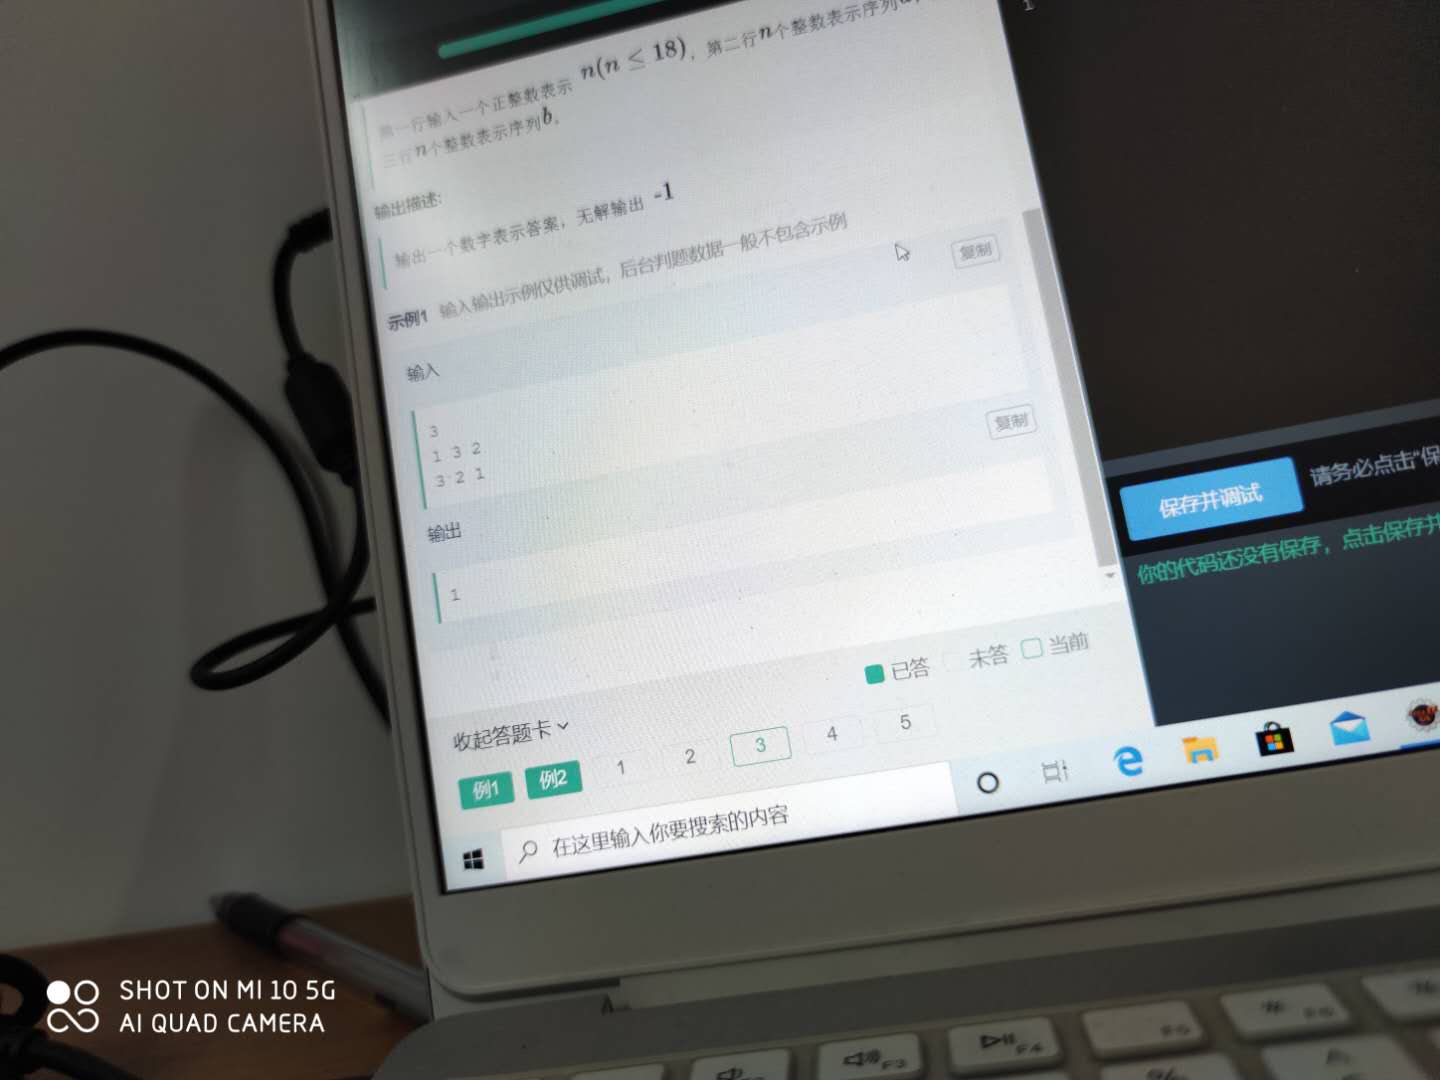 第一行输入一个正整数表示 n(n ≤ 18)，第二行n个整数表示序列
三行n个整数表示序列b。
输出描述:
输出一个数字表示答案，无解输出 -1
示例1 输入输出示例仅供调试，后台判题数据一般不包含示例
复制
输入
3
1 3 2
3 2 1
复制
输出
1
已答 未答 当前
收起答题卡
例1 例2 1 2 3 4 5
在这里输入你要搜索的内容
1
保存并调试 请务必点击“保
你的代码还没有保存，点击保存并
SHOT ON MI 10 5G
AI QUAD CAMERA
F3
F4
F5
F6